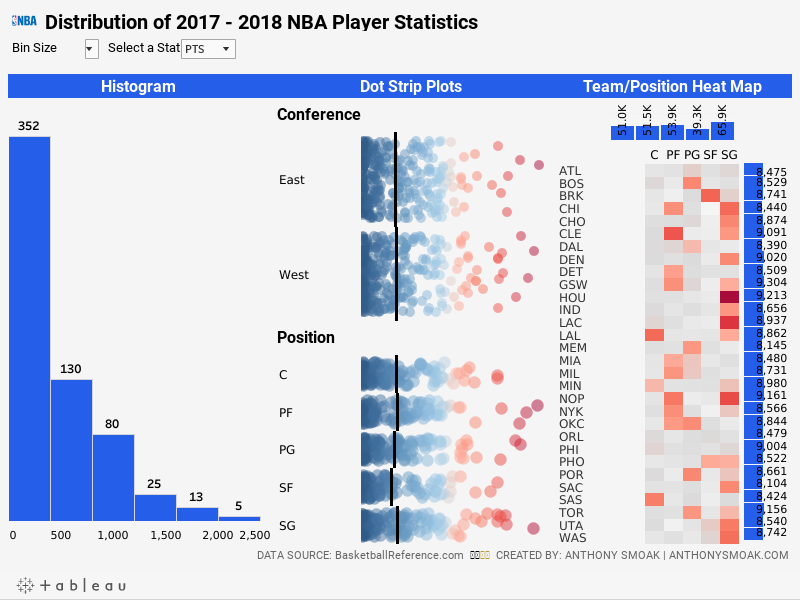 NBA Distribution of 2017 - 2018 NBA Player Statistics
Bin Size Select a Stat PTS
Histogram Dot Strip Plots Team/Position Heat Map
Conference
East
West
Position
C
PF
PG
SF
SG
352
130
80
25
13
5
0 500 1,000 1,500 2,000 2,500
51.0K 51.5K 53.9K 39.3K 65.9K
C PF PG SF SG
ATL 8,475
BOS 8,529
BRK 8,741
CHI 8,440
CHO 8,874
CLE 9,091
DAL 8,390
DEN 9,020
DET 8,509
GSW 9,304
HOU 9,213
IND 8,656
LAC 8,937
LAL 8,862
MEM 8,145
MIA 8,480
MIL 8,731
MIN 8,980
NOP 9,161
NYK 8,566
OKC 8,844
ORL 8,479
PHI 9,004
PHO 8,522
POR 8,661
SAC 8,104
SAS 8,424
TOR 9,156
UTA 8,540
WAS 8,742
DATA SOURCE: BasketballReference.com CREATED BY: ANTHONY SMOAK | ANTHONYSMOAK.COM
+ableau